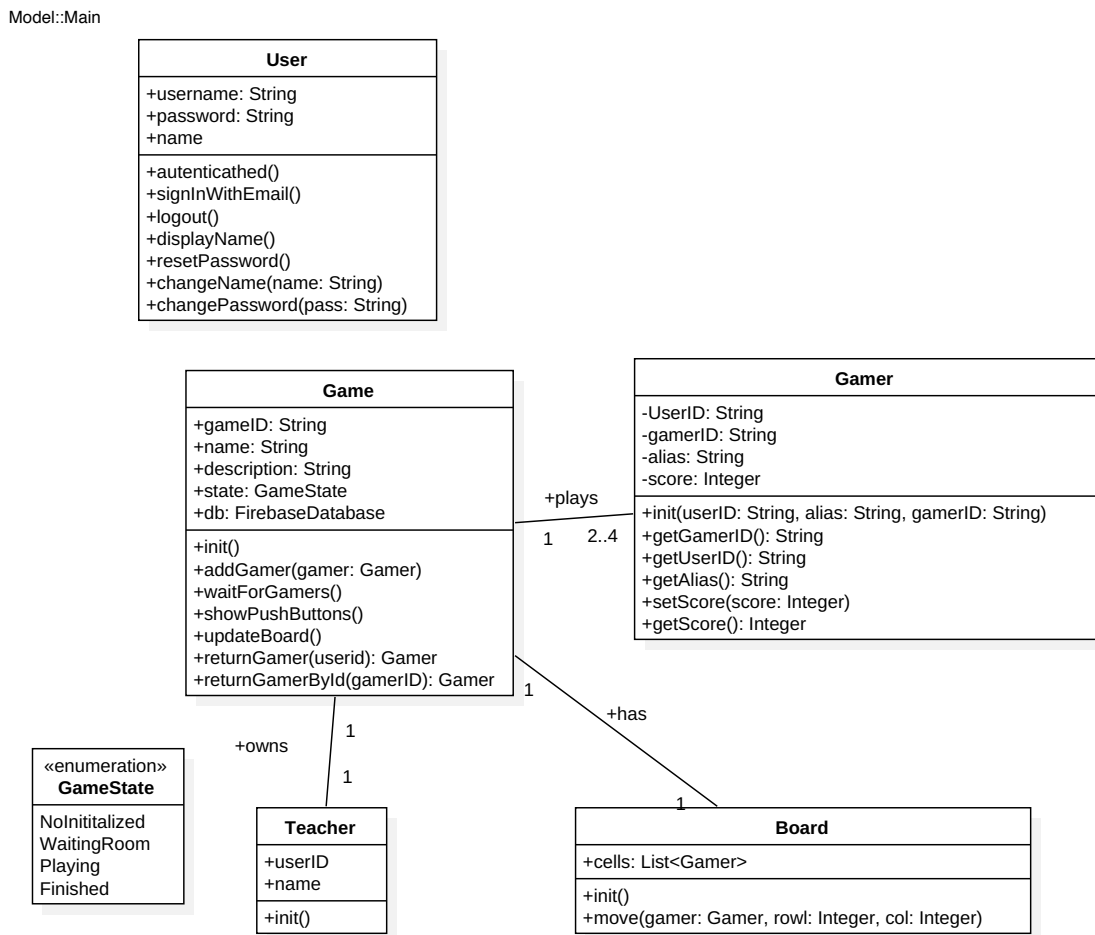 Model::Main
User
+username: String
+password: String
+name
+autenticathed()
+signInWithEmail()
+logout()
+displayName()
+resetPassword()
+changeName(name: String)
+changePassword(pass: String)
Game
+gameID: String
+name: String
+description: String
+state: GameState
+db: FirebaseDatabase
+init()
+addGamer(gamer: Gamer)
+waitForGamers()
+showPushButtons()
+updateBoard()
+returnGamer(userid): Gamer
+returnGamerById(gamerID): Gamer
+plays
1
2..4
Gamer
-UserID: String
-gamerID: String
-alias: String
-score: Integer
+init(userID: String, alias: String, gamerID: String)
+getGamerID(): String
+getUserID(): String
+getAlias(): String
+setScore(score: Integer)
+getScore(): Integer
1
+has
1
+owns
1
1
«enumeration»
GameState
NoInititalized
WaitingRoom
Playing
Finished
Teacher
+userID
+name
+init()
Board
+cells: List<Gamer>
+init()
+move(gamer: Gamer, rowl: Integer, col: Integer)